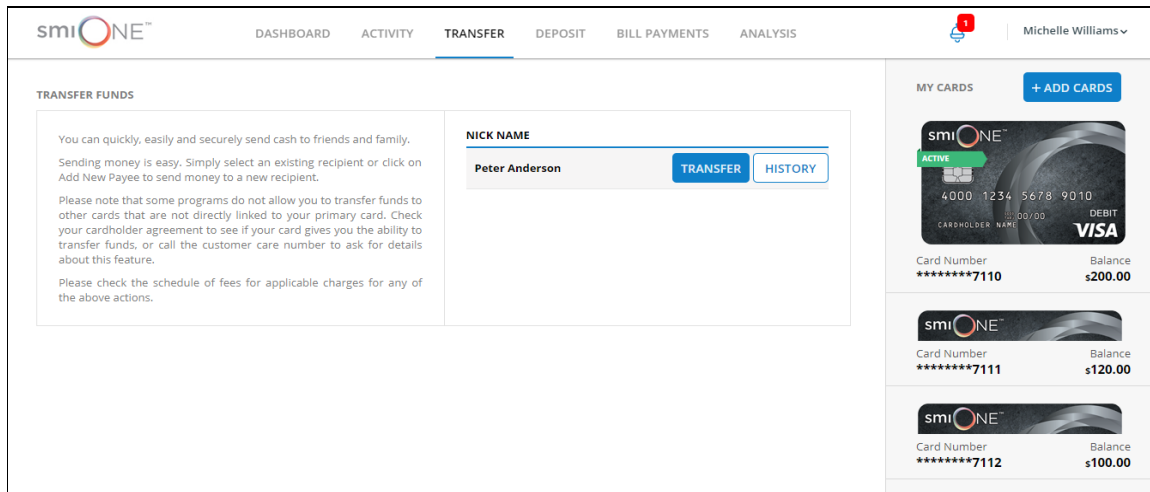 smiONE™
DASHBOARD ACTIVITY TRANSFER DEPOSIT BILL PAYMENTS ANALYSIS
1
Michelle Williams
TRANSFER FUNDS
You can quickly, easily and securely send cash to friends and family.
Sending money is easy. Simply select an existing recipient or click on
Add New Payee to send money to a new recipient.
Please note that some programs do not allow you to transfer funds to
other cards that are not directly linked to your primary card. Check
your cardholder agreement to see if your card gives you the ability to
transfer funds, or call the customer care number to ask for details
about this feature.
Please check the schedule of fees for applicable charges for any of
the above actions.
NICK NAME
Peter Anderson TRANSFER HISTORY
MY CARDS + ADD CARDS
smiONE™
ACTIVE
4000 1234 5678 9010
00/00 DEBIT
CARDHOLDER NAME VISA
Card Number Balance
********7110 $200.00
smiONE™
Card Number Balance
********7111 $120.00
smiONE™
Card Number Balance
********7112 $100.00